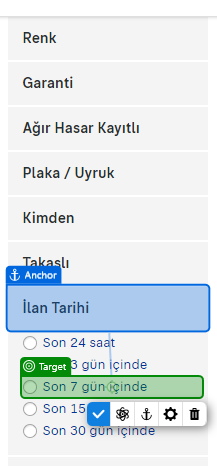 Renk
Garanti
Ağır Hasar Kayıtlı
Plaka / Uyruk
Kimden
Takaslı
Anchor
İlan Tarihi
Son 24 saat
Target
3 gün içinde
Son 7 gün içinde
Son 15
Son 30 gün içinde